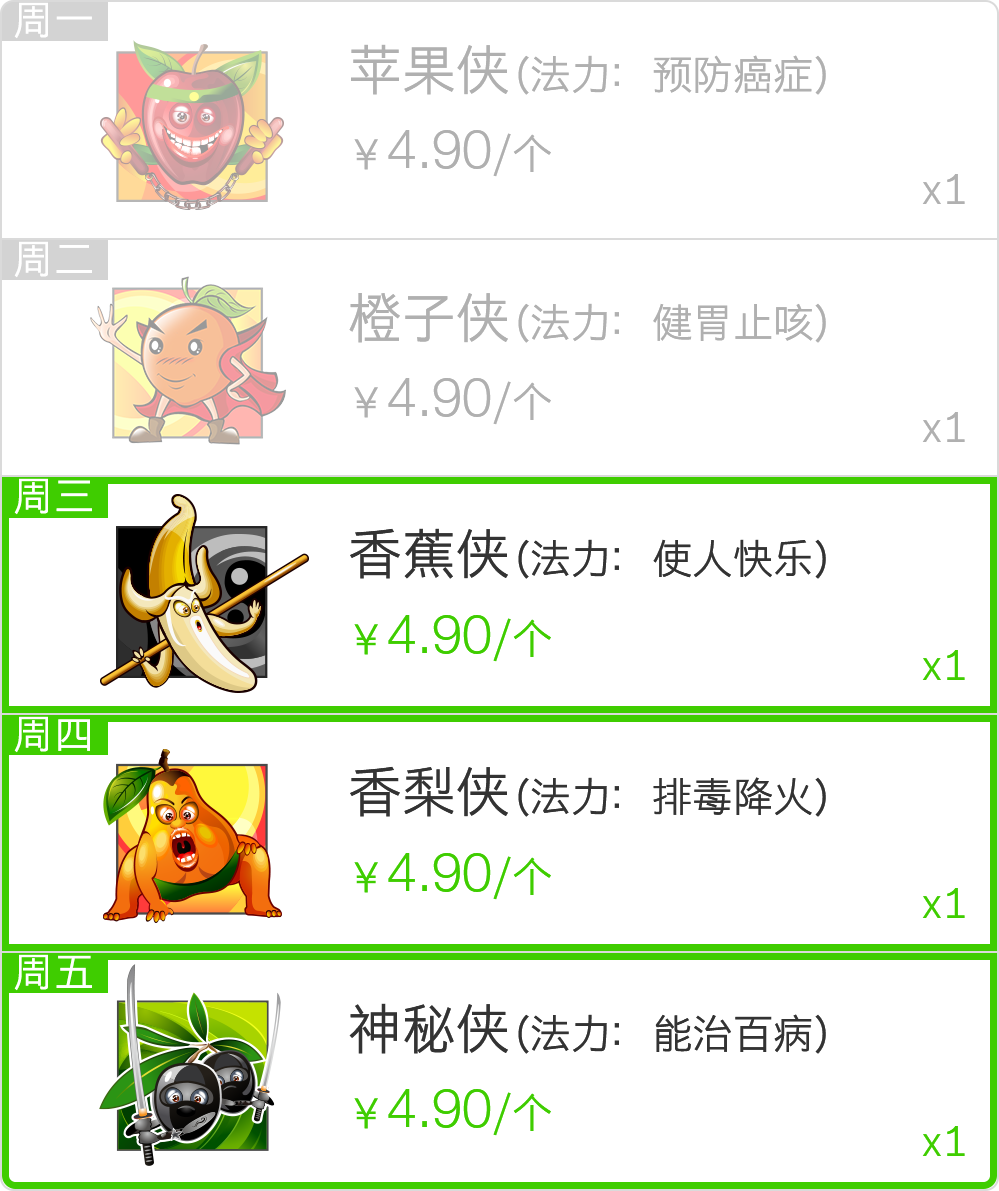 周一
苹果侠(法力：预防癌症)
￥4.90/个
x1
周二
橙子侠(法力：健胃止咳)
￥4.90/个
x1
周三
香蕉侠(法力：使人快乐)
￥4.90/个
x1
周四
香梨侠(法力：排毒降火)
￥4.90/个
x1
周五
神秘侠(法力：能治百病)
￥4.90/个
x1